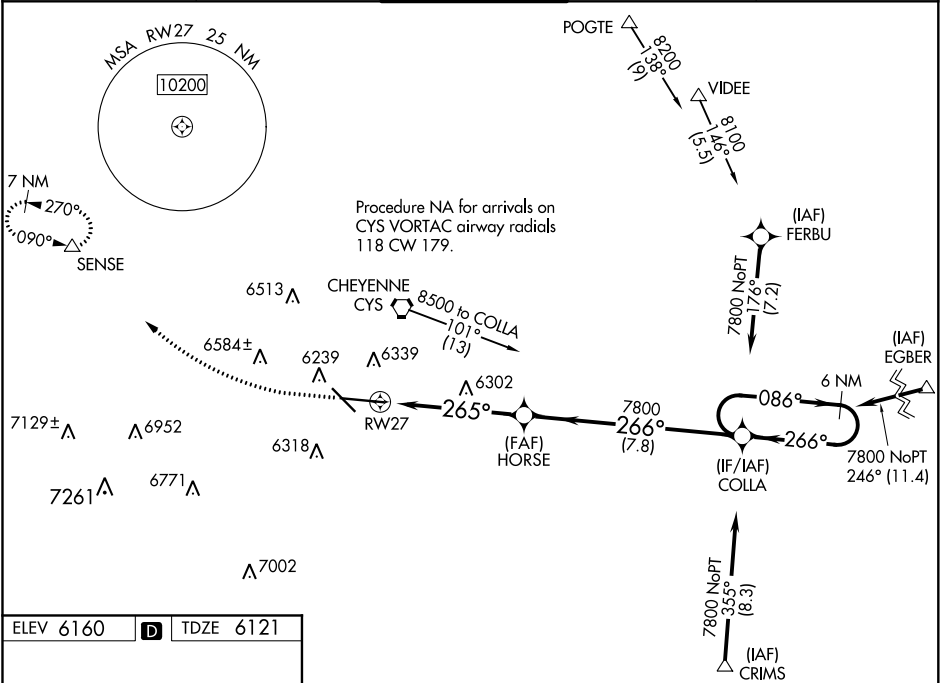 MSA RW27 25 NM
10200
POGTE
8200
138°
(9)
VIDEE
8100
146°
(5.5)
7 NM
270°
090°
SENSE
Procedure NA for arrivals on
CYS VORTAC airway radials
118 CW 179.
(IAF)
FERBU
7800 NoPT
176°
(7.2)
CHEYENNE
CYS
8500 to COLLA
101°
(13)
6513
6584±
6239
6339
6302
(IAF)
EGBER
6 NM
086°
266°
7800 NoPT
246° (11.4)
RW27
265°
(FAF)
HORSE
7800
266°
(7.8)
(IF/IAF)
COLLA
7129±
6952
6318
7261
6771
7002
7800 NoPT
355°
(8.3)
(IAF)
CRIMS
ELEV 6160 D TDZE 6121